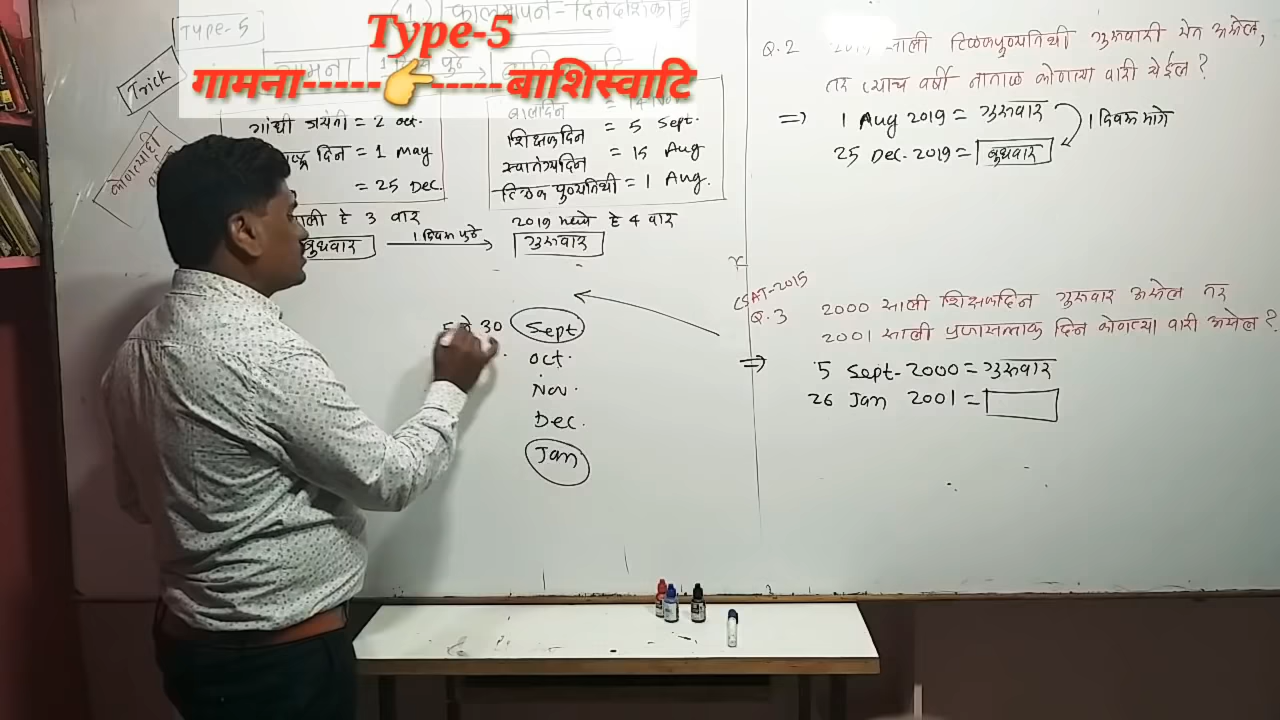 Type-5
गामना-----👉-----बाशिस्वाटि
TYPE-5
① कालमापन-दिनदर्शिका
Trick
कोणत्याही
गांधी जयंती = 2 oct.
दिन = 1 may
= 25 Dec.
बालदिन
शिक्षकदिन = 5 Sept.
स्वातंत्र्यदिन = 15 Aug
टिळक पुण्यतिथी = 1 Aug.
हे 3 वार
बुधवार
1 दिवस पुढे
2019 मध्ये हे 4 वार
गुरुवार
30
Sept
oct.
Nov.
Dec.
Jan
Q.2 साली टिळकपुण्यतिथी गुरुवारी येत असेल,
तर त्याच वर्षी नाताळ कोणत्या वारी येईल ?
⇒ 1 Aug 2019 = गुरुवार
1 दिवस मागे
25 Dec. 2019 = बुधवार
CSAT-2015
Q.3 2000 साली शिक्षकदिन गुरुवार असेल तर
2001 साली प्रजासत्ताक दिन कोणत्या वारी असेल ?
⇒ 5 Sept-2000 = गुरुवार
26 Jan 2001 =